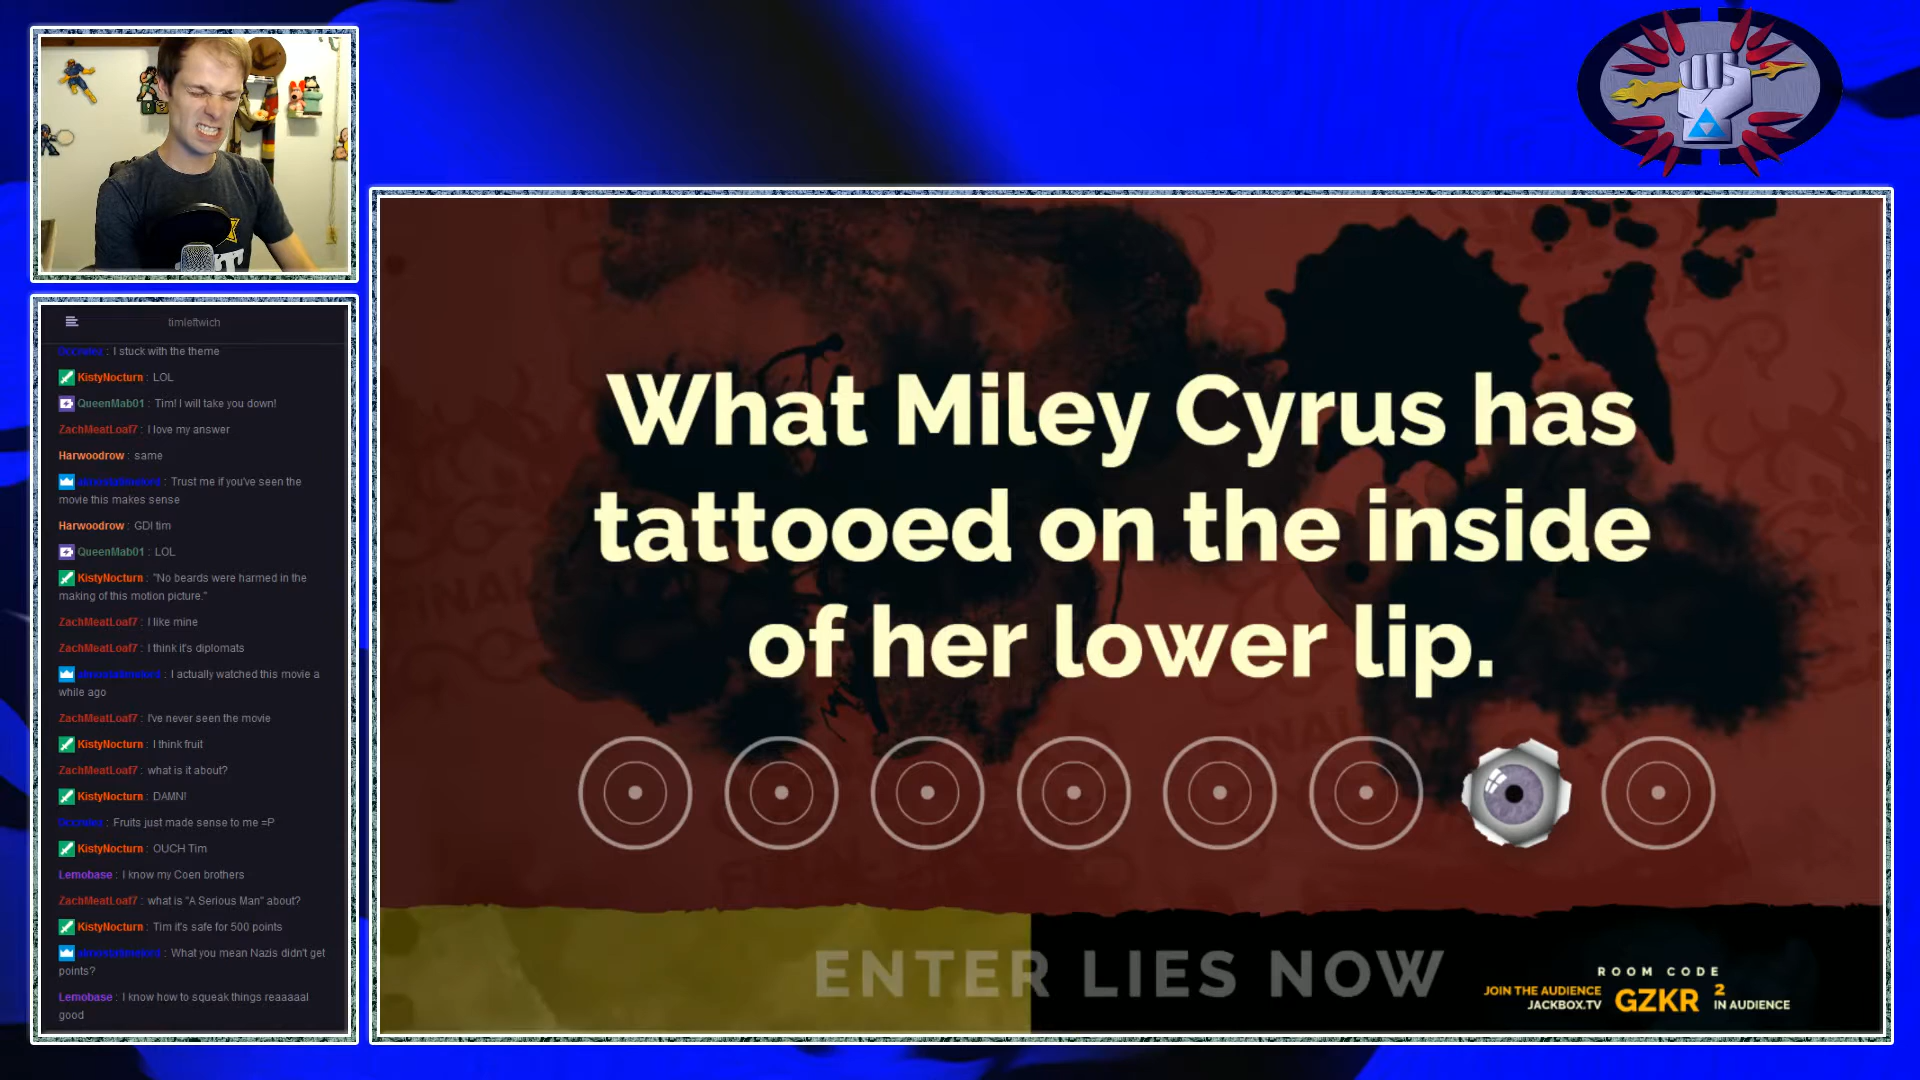 timleftwich
: I stuck with the theme
KistyNocturn : LOL
QueenMab01 : Tim! I will take you down!
ZachMeatLoaf7 : I love my answer
Harwoodrow : same
: Trust me if you've seen the
movie this makes sense
Harwoodrow : GDI tim
QueenMab01 : LOL
KistyNocturn : "No beards were harmed in the
making of this motion picture."
ZachMeatLoaf7 : I like mine
ZachMeatLoaf7 : I think it's diplomats
: I actually watched this movie a
while ago
ZachMeatLoaf7 : I've never seen the movie
KistyNocturn : I think fruit
ZachMeatLoaf7 : what is it about?
KistyNocturn : DAMN!
: Fruits just made sense to me =P
KistyNocturn : OUCH Tim
Lemobase : I know my Coen brothers
ZachMeatLoaf7 : what is "A Serious Man" about?
KistyNocturn : Tim it's safe for 500 points
: What you mean Nazis didn't get
points?
Lemobase : I know how to squeak things reaaaaal
good
What Miley Cyrus has
tattooed on the inside
of her lower lip.
ENTER LIES NOW
JOIN THE AUDIENCE
JACKBOX.TV
ROOM CODE
GZKR
2
IN AUDIENCE